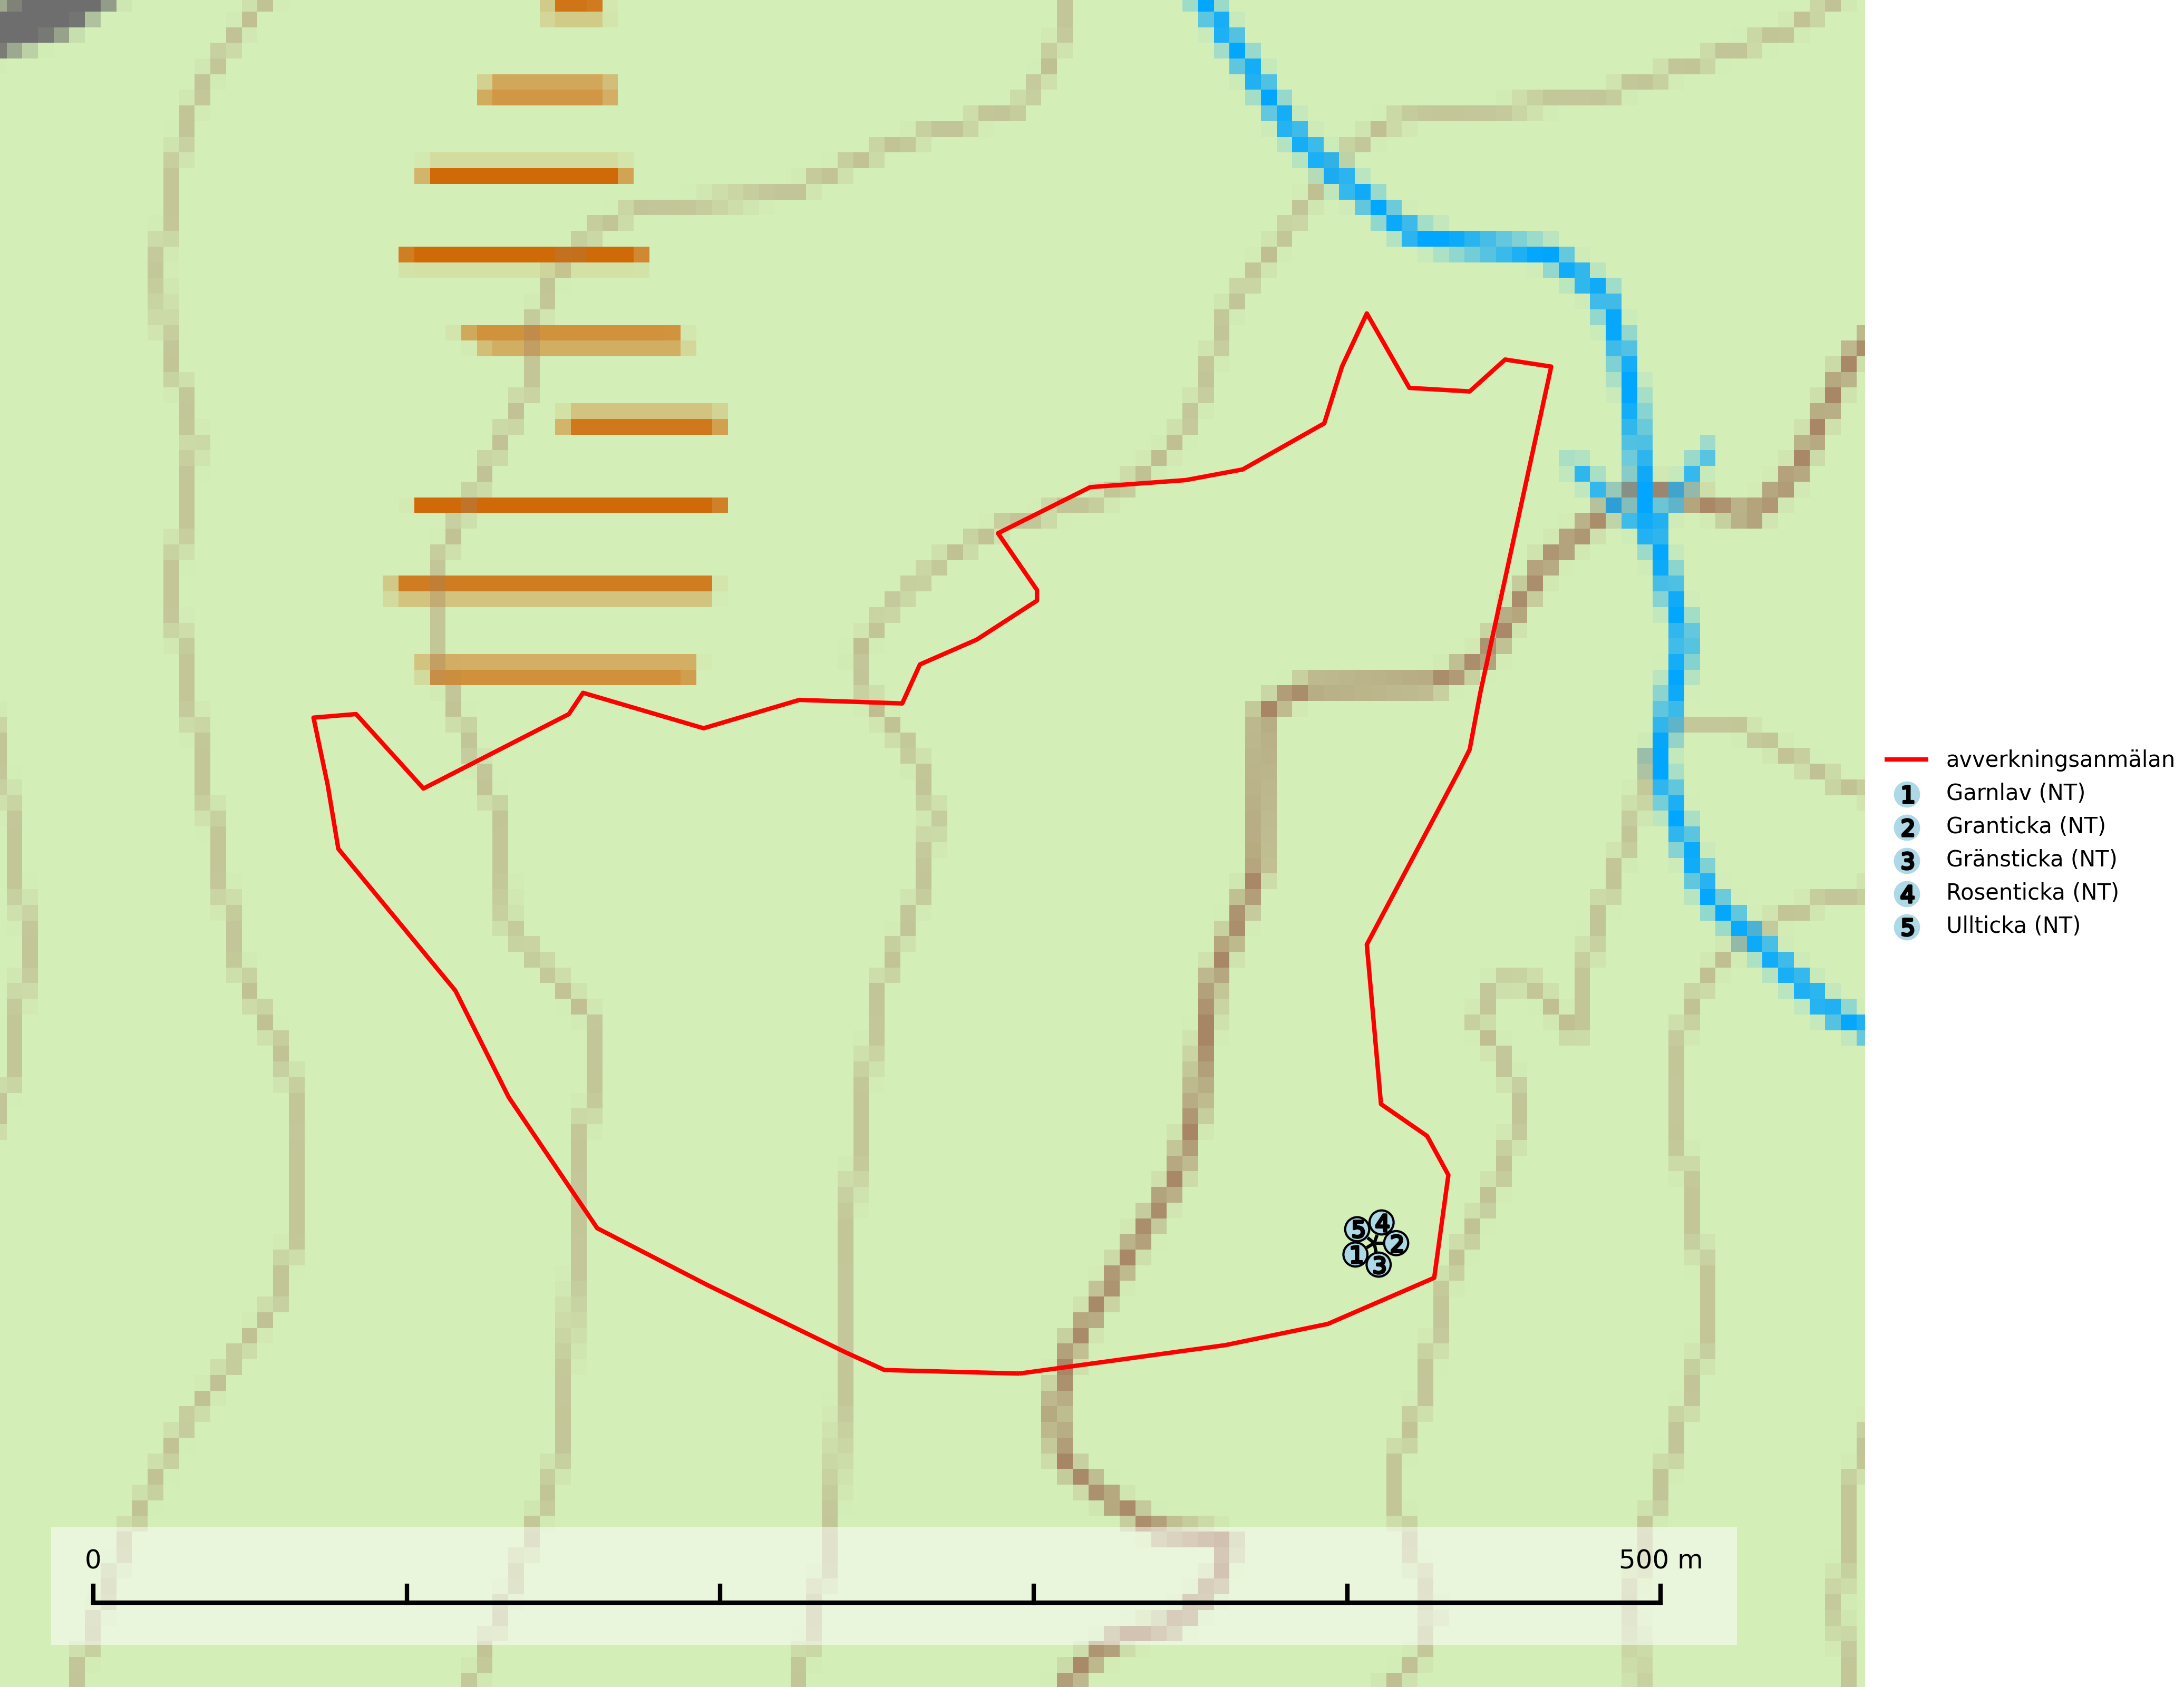 avverkningsanmälan
1 Garnlav (NT)
2 Granticka (NT)
3 Gränsticka (NT)
4 Rosenticka (NT)
5 Ullticka (NT)
5 4
1 2
3
0 500 m